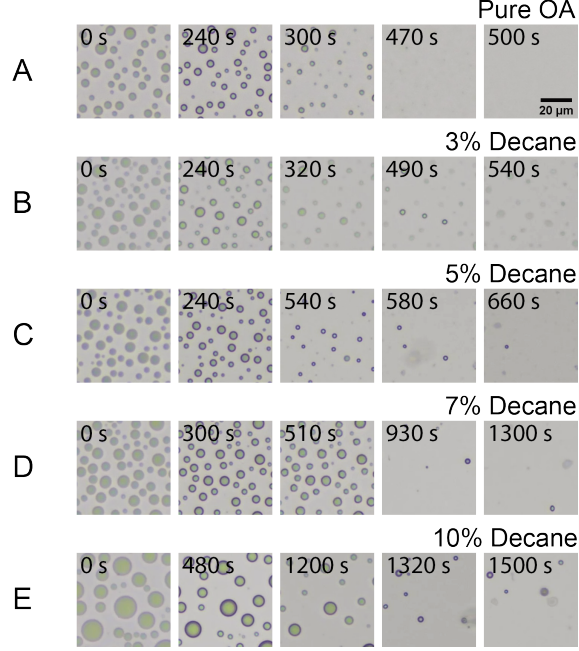 Pure OA
A 0 s 240 s 300 s 470 s 500 s
20 µm
3% Decane
B 0 s 240 s 320 s 490 s 540 s
5% Decane
C 0 s 240 s 540 s 580 s 660 s
7% Decane
D 0 s 300 s 510 s 930 s 1300 s
10% Decane
E 0 s 480 s 1200 s 1320 s 1500 s